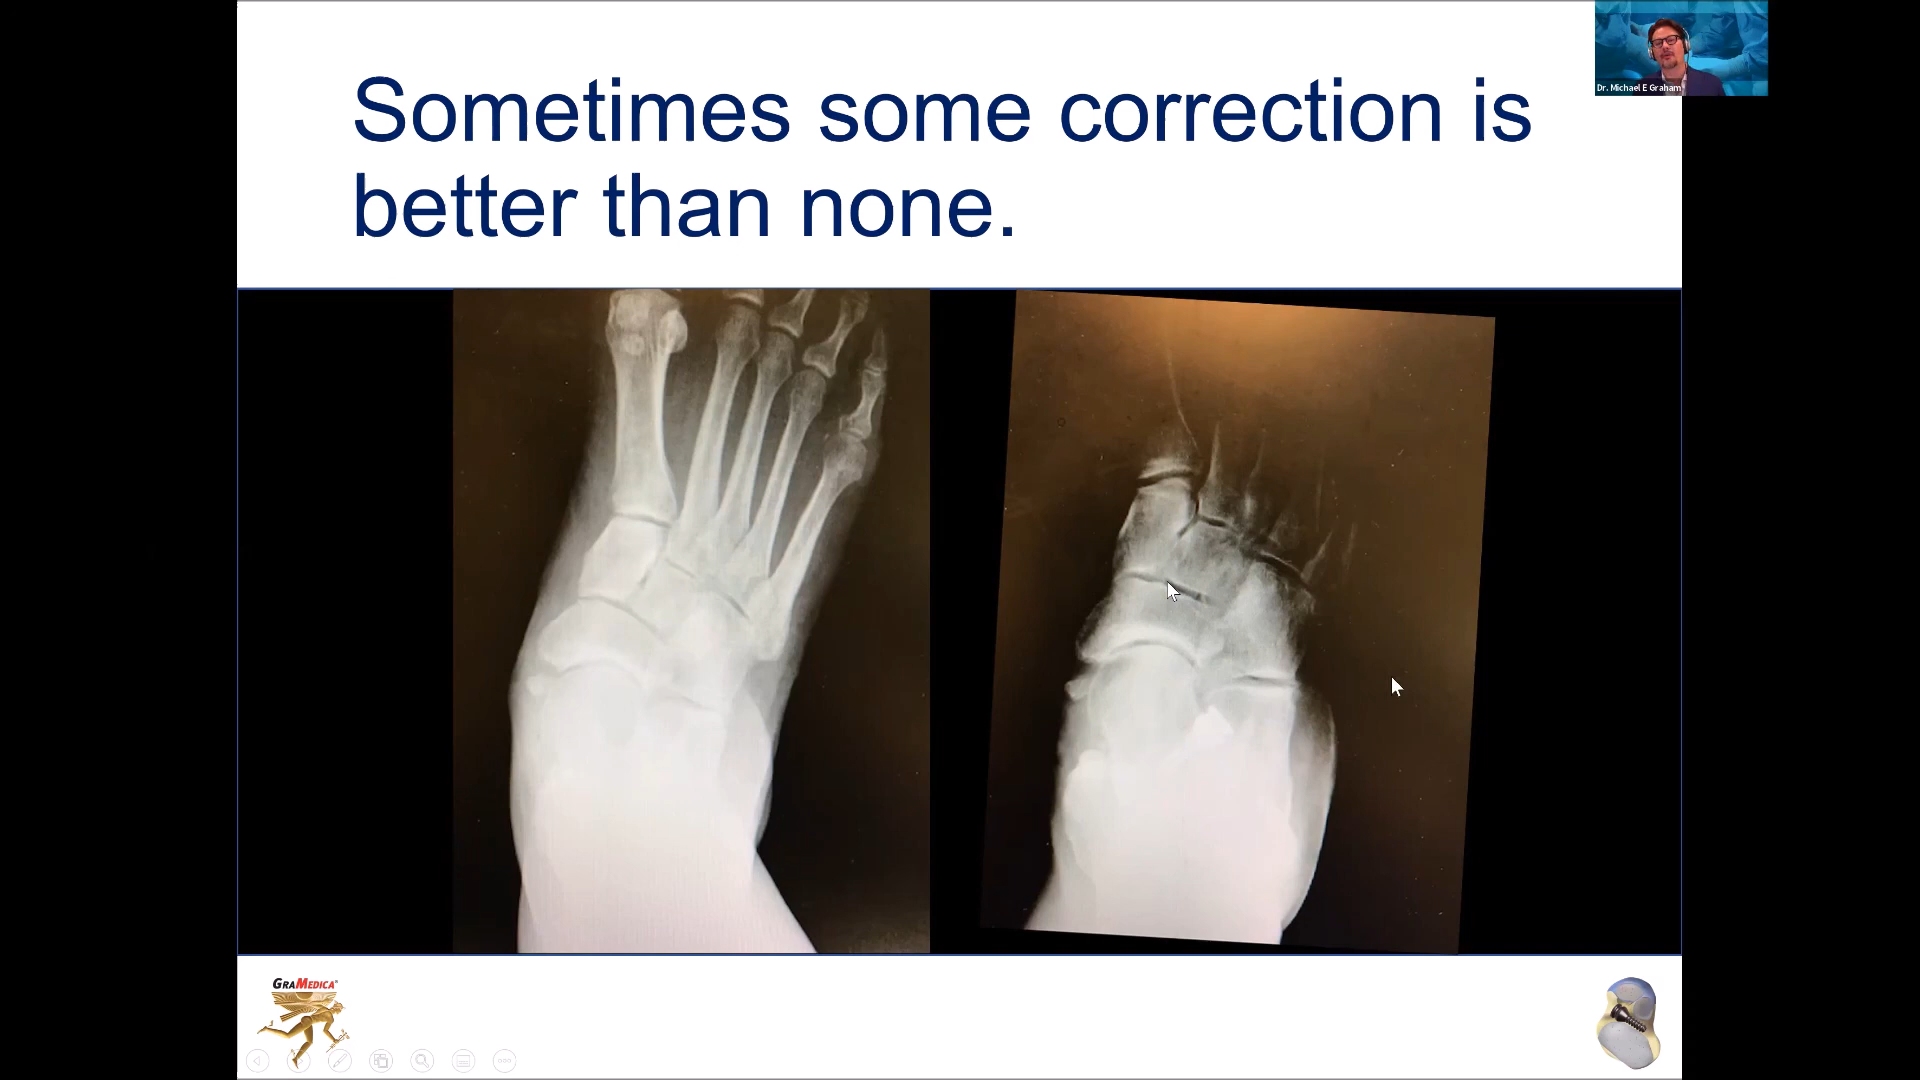 Sometimes some correction is
better than none.
Dr. Michael E Graham
GRAMEDICA®